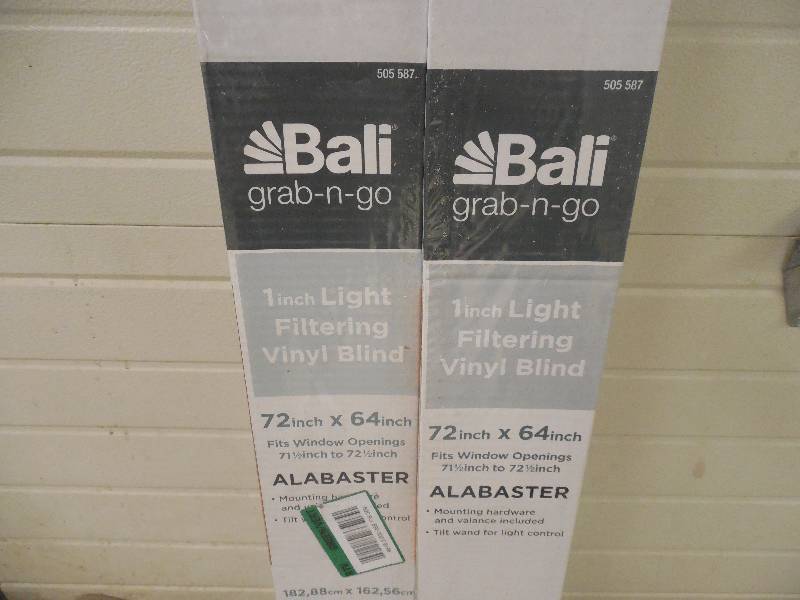 505 587
Bali
grab-n-go
1inch Light
Filtering
Vinyl Blind
72inch x 64inch
Fits Window Openings
71½inch to 72½inch
ALABASTER
• Mounting
and
• Tilt
182,88cm x 162,56cm
505 587
Bali
grab-n-go
1inch Light
Filtering
Vinyl Blind
72inch x 64inch
Fits Window Openings
71½inch to 72½inch
ALABASTER
• Mounting hardware
and valance included
• Tilt wand for light control